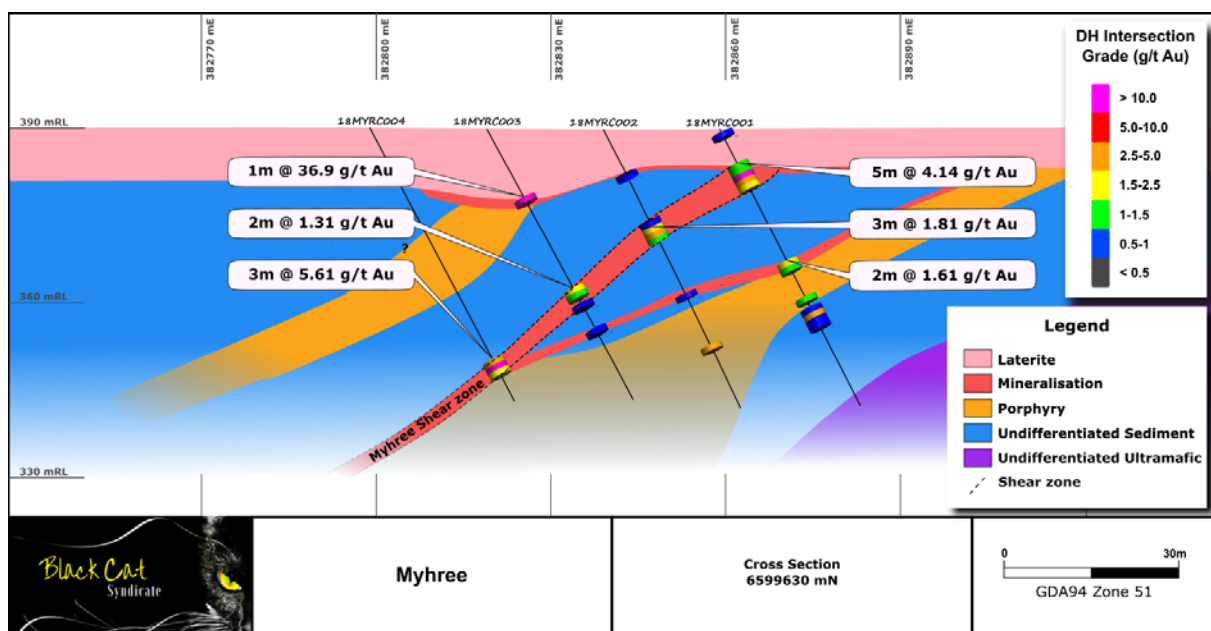 382770 mE
382800 mE
382830 mE
382860 mE
382890 mE
DH Intersection
Grade (g/t Au)
> 10.0
5.0-10.0
2.5-5.0
1.5-2.5
1-1.5
0.5-1
< 0.5
390 mRL
18MYRC004
18MYRC003
18MYRC002
18MYRC001
1m @ 36.9 g/t Au
5m @ 4.14 g/t Au
2m @ 1.31 g/t Au
3m @ 1.81 g/t Au
?
3m @ 5.61 g/t Au
2m @ 1.61 g/t Au
360 mRL
Legend
Laterite
Mineralisation
Porphyry
Undifferentiated Sediment
Undifferentiated Ultramafic
Shear zone
Myhree Shear zone
330 mRL
Black Cat
Syndicate
Myhree
Cross Section
6599630 mN
0 30m
GDA94 Zone 51